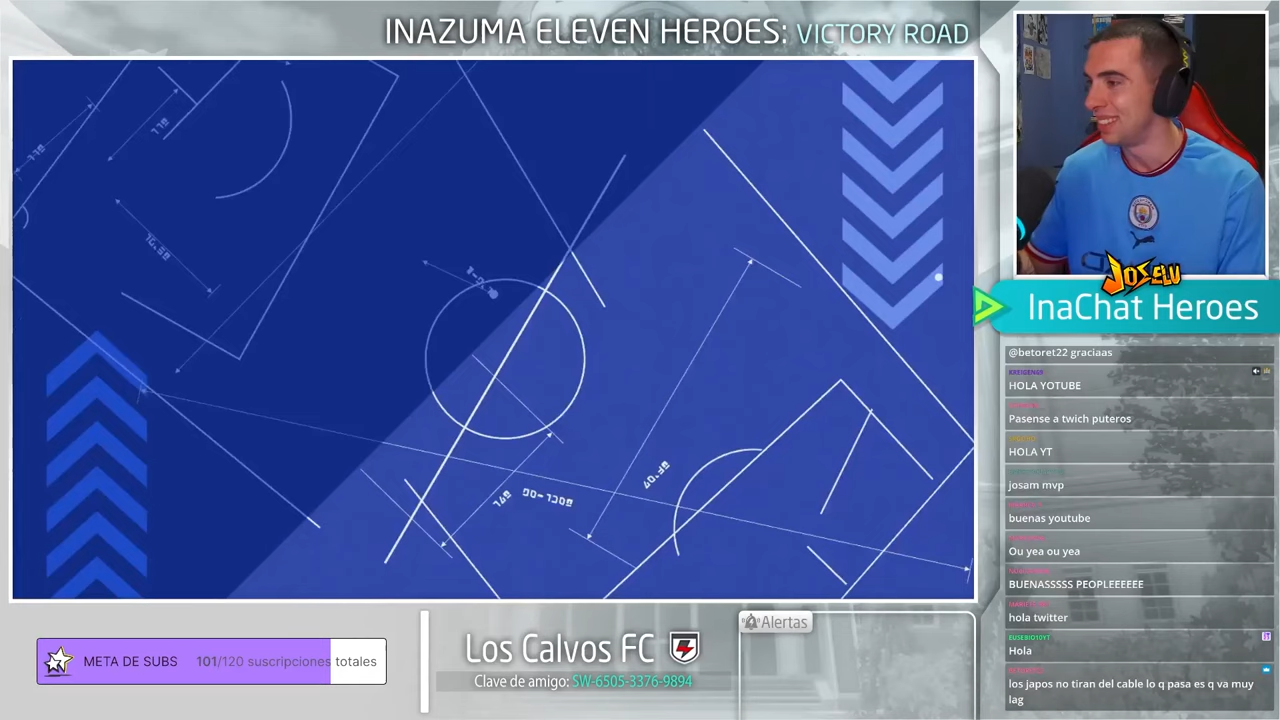 INAZUMA ELEVEN HEROES: VICTORY ROAD
JOSELU
InaChat Heroes
@betoret22 graciaas
HOLA YOTUBE
Pasense a twich puteros
HOLA YT
josam mvp
buenas youtube
Ou yea ou yea
BUENASSSSS PEOPLEEEEEE
hola twitter
EUSEBIO10YT
Hola
los japos no tiran del cable lo q pasa es q va muy
lag
META DE SUBS 101/120 suscripciones totales
Los Calvos FC
Clave de amigo: SW-6505-3376-9894
Alertas